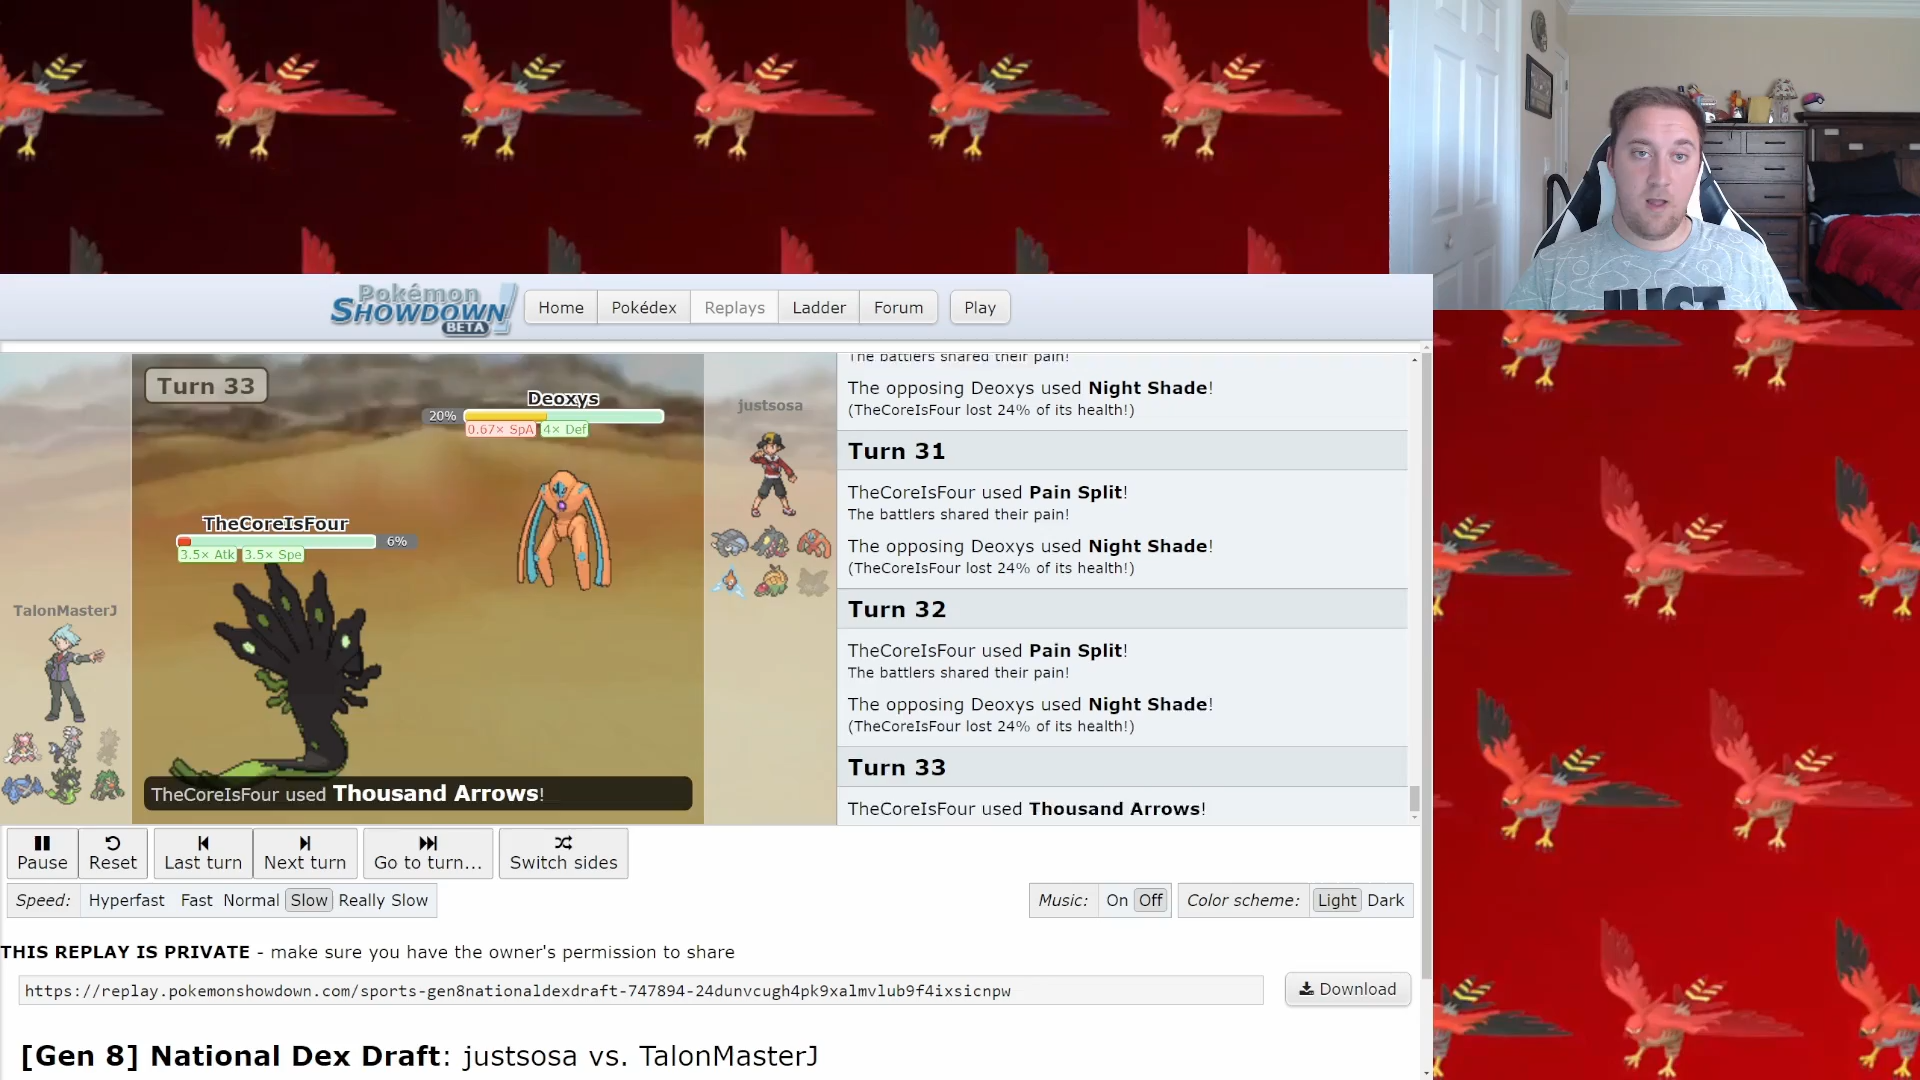 Pokémon
SHOWDOWN!
BETA
Home
Pokédex
Replays
Ladder
Forum
Play
Turn 33
Deoxys
20%
0.67× SpA
4× Def
TheCoreIsFour
6%
3.5× Atk
3.5× Spe
justsosa
TalonMasterJ
TheCoreIsFour used Thousand Arrows!
The battlers shared their pain!
The opposing Deoxys used Night Shade!
(TheCoreIsFour lost 24% of its health!)
Turn 31
TheCoreIsFour used Pain Split!
The battlers shared their pain!
The opposing Deoxys used Night Shade!
(TheCoreIsFour lost 24% of its health!)
Turn 32
TheCoreIsFour used Pain Split!
The battlers shared their pain!
The opposing Deoxys used Night Shade!
(TheCoreIsFour lost 24% of its health!)
Turn 33
TheCoreIsFour used Thousand Arrows!
Pause
Reset
Last turn
Next turn
Go to turn...
Switch sides
Speed: Hyperfast Fast Normal Slow Really Slow
Music: On Off
Color scheme: Light Dark
THIS REPLAY IS PRIVATE - make sure you have the owner's permission to share
https://replay.pokemonshowdown.com/sports-gen8nationaldexdraft-747894-24dunvcugh4pk9xalmvlub9f4ixsicnpw
Download
[Gen 8] National Dex Draft: justsosa vs. TalonMasterJ
JUST